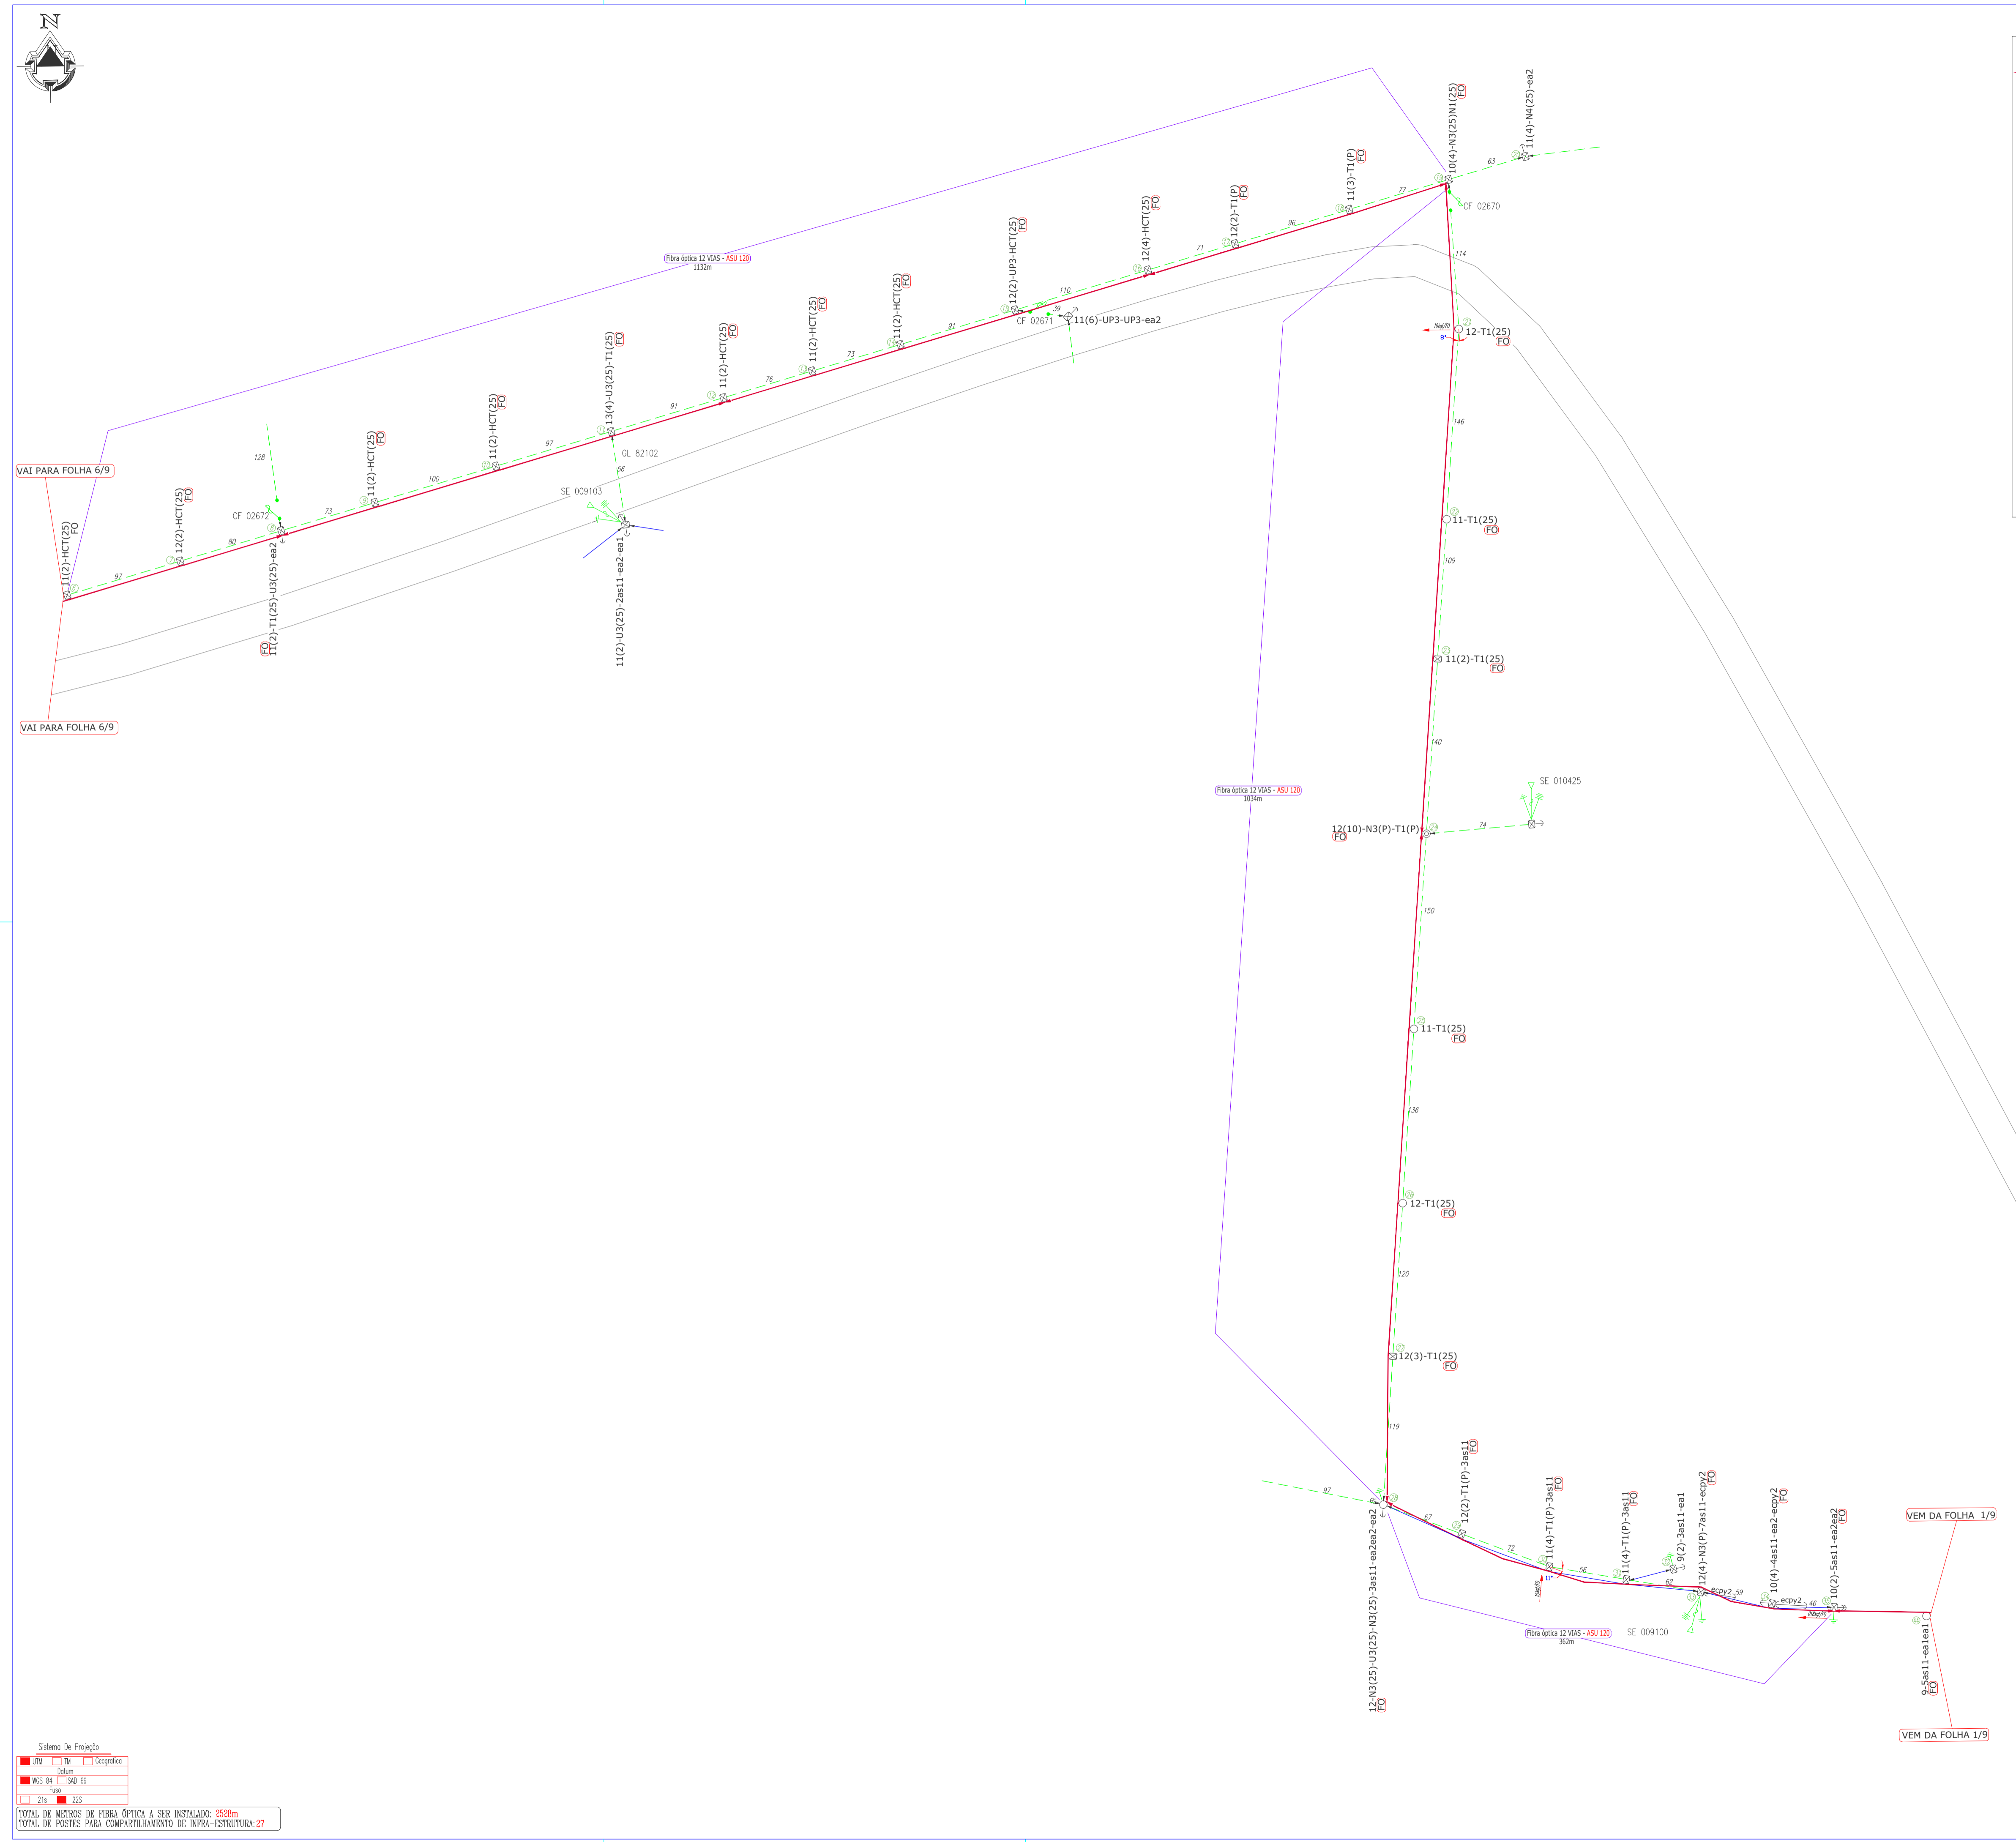 N
10(4)-N3(25)N1(25)
FO
11(4)-N4(25)-ea2
63
CF 02670
11(3)-T1(P)
FO
77
12(2)-T1(P)
FO
96
12(4)-HCT(25)
FO
71
12(2)-UP3-HCT(25)
FO
110
39
CF 02671
11(6)-UP3-UP3-ea2
11(2)-HCT(25)
FO
91
11(2)-HCT(25)
FO
73
11(2)-HCT(25)
FO
76
13(4)-U3(25)-T1(25)
FO
91
GL 82102
56
SE 009103
11(2)-U3(25)-2as11-ea2-ea1
11(2)-HCT(25)
FO
97
11(2)-HCT(25)
FO
100
128
CF 02672
73
FO
11(2)-T1(25)-U3(25)-ea2
12(2)-HCT(25)
FO
80
11(2)-HCT(25)
FO
97
VAI PARA FOLHA 6/9
VAI PARA FOLHA 6/9
Fibra óptica 12 VIAS - ASU 120
1132m
114
12-T1(25)
FO
8°
146
11-T1(25)
FO
109
11(2)-T1(25)
FO
140
Fibra óptica 12 VIAS - ASU 120
1034m
SE 010425
74
12(10)-N3(P)-T1(P)
FO
150
11-T1(25)
FO
136
12-T1(25)
FO
120
12(3)-T1(25)
FO
119
97
12-N3(25)-U3(25)-N3(25)-3as11-ea2ea2-ea2
FO
67
12(2)-T1(P)-3as11
FO
72
11(4)-T1(P)-3as11
FO
11°
56
11(4)-T1(P)-3as11
FO
62
9(2)-3as11-ea1
12(4)-N3(P)-7as11-ecpy2
FO
ecpy2
59
10(4)-4as11-ea2-ecpy2
FO
ecpy2
46
10(2)-5as11-ea2ea2
FO
SE 009100
Fibra óptica 12 VIAS - ASU 120
362m
VEM DA FOLHA 1/9
9-5as11-ea1ea1
FO
VEM DA FOLHA 1/9
Sistema De Projeção
UTM TM Geografica
Datum
WGS 84 SAD 69
Fuso
21s 22S
TOTAL DE METROS DE FIBRA ÓPTICA A SER INSTALADO: 2528m
TOTAL DE POSTES PARA COMPARTILHAMENTO DE INFRA-ESTRUTURA: 27